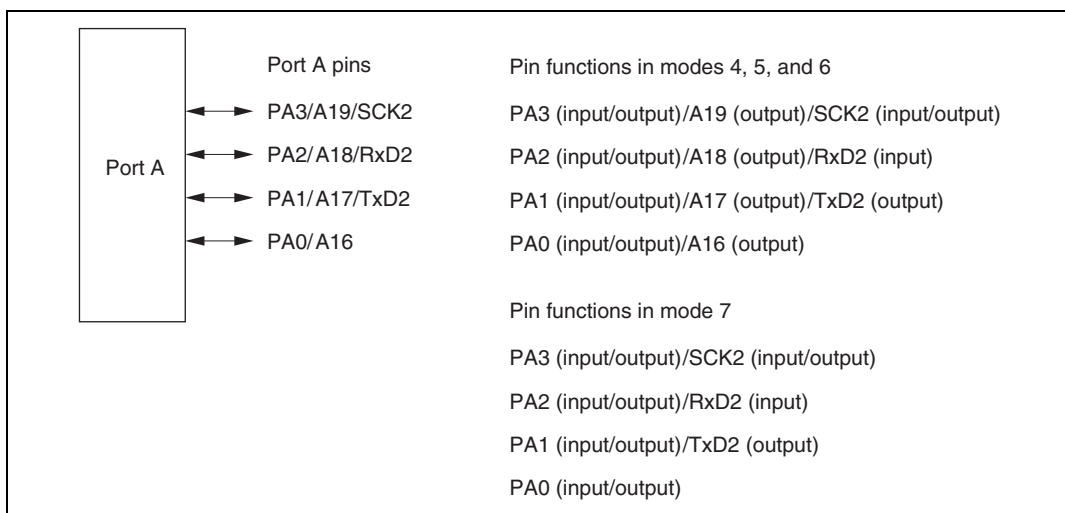 Port A
Port A pins
PA3/A19/SCK2
PA2/A18/RxD2
PA1/A17/TxD2
PA0/A16
Pin functions in modes 4, 5, and 6
PA3 (input/output)/A19 (output)/SCK2 (input/output)
PA2 (input/output)/A18 (output)/RxD2 (input)
PA1 (input/output)/A17 (output)/TxD2 (output)
PA0 (input/output)/A16 (output)
Pin functions in mode 7
PA3 (input/output)/SCK2 (input/output)
PA2 (input/output)/RxD2 (input)
PA1 (input/output)/TxD2 (output)
PA0 (input/output)